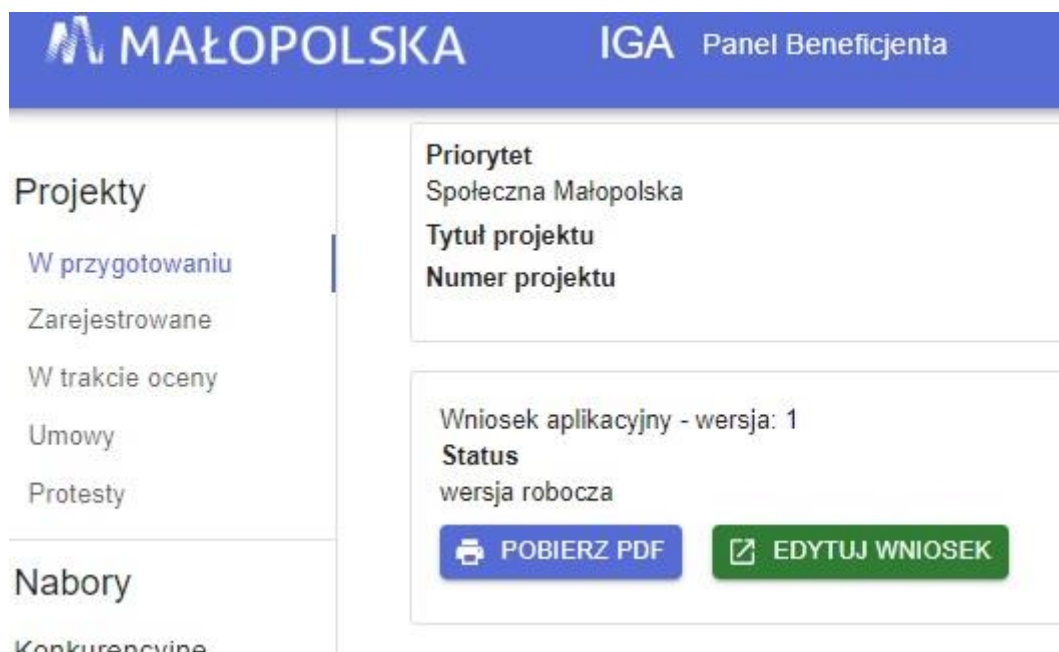 MAŁOPOLSKA
IGA Panel Beneficjenta
Projekty
W przygotowaniu
Zarejestrowane
W trakcie oceny
Umowy
Protesty
Nabory
Konkurencyjne
Priorytet
Społeczna Małopolska
Tytuł projektu
Numer projektu
Wniosek aplikacyjny - wersja: 1
Status
wersja robocza
POBIERZ PDF
EDYTUJ WNIOSEK